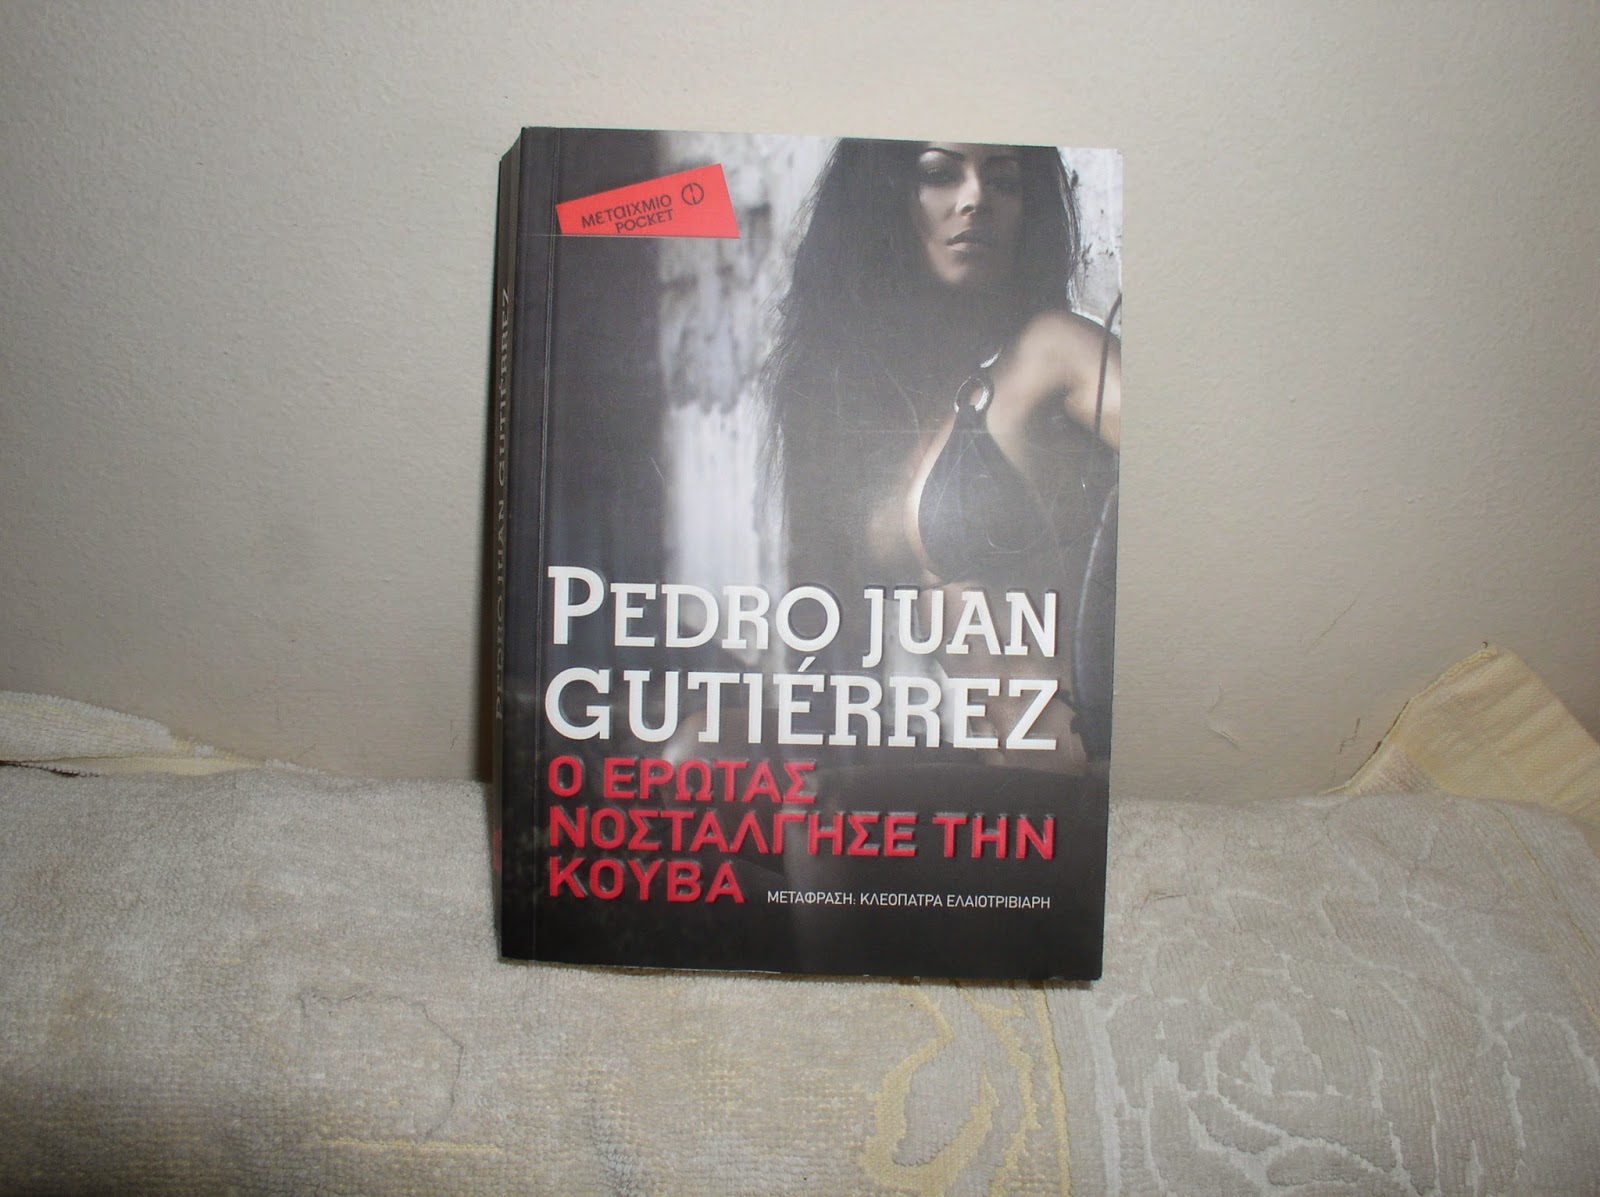 ΜΕΤΑΙΧΜΙΟ
POCKET
PEDRO JUAN GUTIÉRREZ
PEDRO JUAN
GUTIÉRREZ
Ο ΕΡΩΤΑΣ
ΝΟΣΤΑΛΓΗΣΕ ΤΗΝ
ΚΟΥΒΑ
ΜΕΤΑΦΡΑΣΗ: ΚΛΕΟΠΑΤΡΑ ΕΛΑΙΟΤΡΙΒΙΑΡΗ